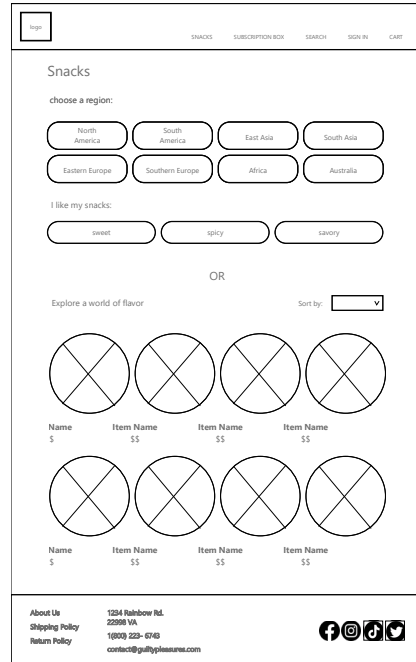 logo
SNACKS SUBSCRIPTION BOX SEARCH SIGN IN CART
Snacks
choose a region:
North America
South America
East Asia
South Asia
Eastern Europe
Southern Europe
Africa
Australia
I like my snacks:
sweet
spicy
savory
OR
Explore a world of flavor
Sort by:
Name Item Name Item Name Item Name
$ $$ $$ $$
Name Item Name Item Name Item Name
$ $$ $$ $$
About Us
Shipping Policy
Return Policy
1234 Rainbow Rd.
22998 VA
1(800) 223- 6743
contact@guiltypleasures.com